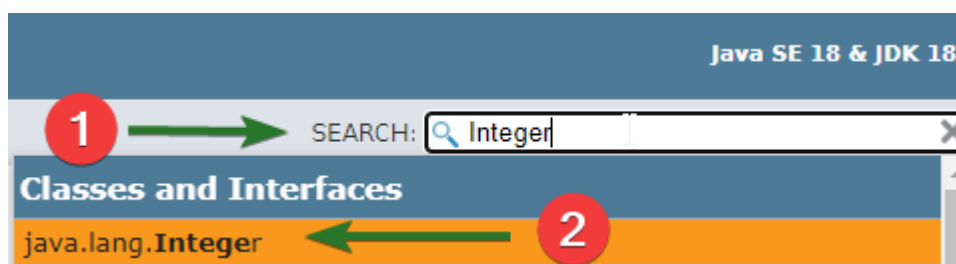 Java SE 18 & JDK 18
1 SEARCH: Integer
Classes and Interfaces
java.lang.Integer 2